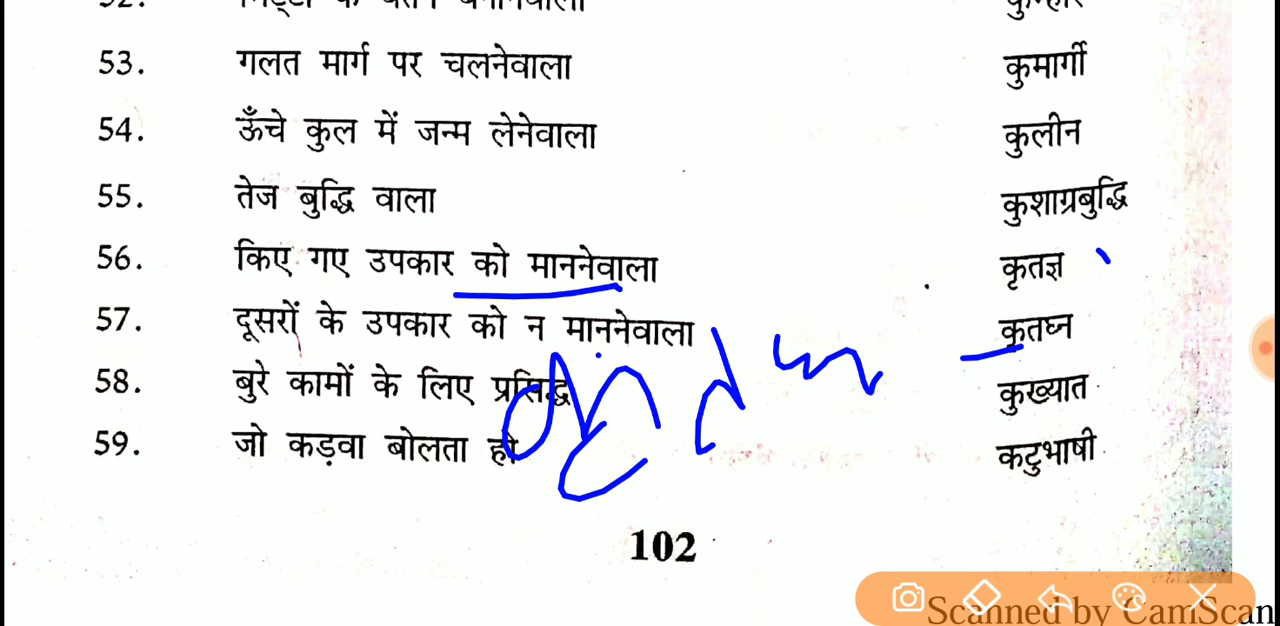 53. गलत मार्ग पर चलनेवाला कुमार्गी
54. ऊँचे कुल में जन्म लेनेवाला कुलीन
55. तेज बुद्धि वाला कुशाग्रबुद्धि
56. किए गए उपकार को माननेवाला कृतज्ञ
57. दूसरों के उपकार को न माननेवाला कृतघ्न
58. बुरे कामों के लिए प्रसिद्ध कुख्यात
59. जो कड़वा बोलता हो कटुभाषी
102
Scanned by CamScan